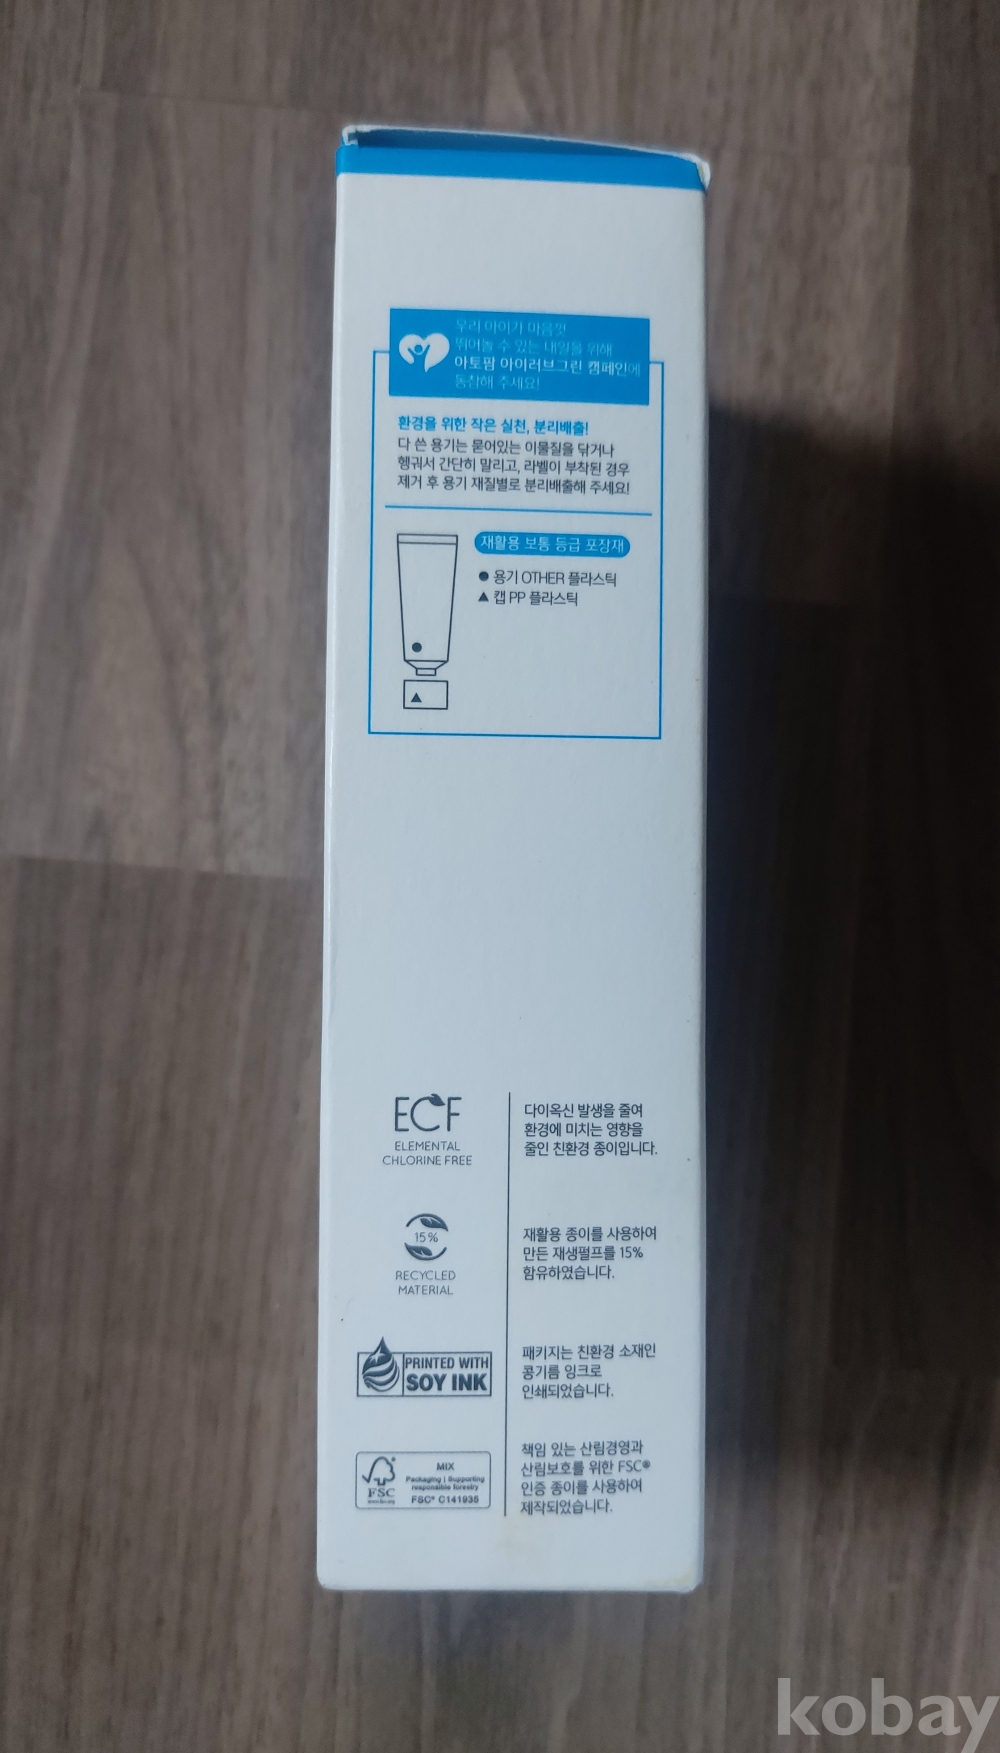 우리 아이가 마음껏
뛰어놀 수 있는 내일을 위해
아토팜 아이러브그린 캠페인에
동참해 주세요!
환경을 위한 작은 실천, 분리배출!
다 쓴 용기는 묻어있는 이물질을 닦거나
헹궈서 간단히 말리고, 라벨이 부착된 경우
제거 후 용기 재질별로 분리배출해 주세요!
재활용 보통 등급 포장재
● 용기 OTHER 플라스틱
▲ 캡 PP 플라스틱
ECF
ELEMENTAL
CHLORINE FREE
다이옥신 발생을 줄여
환경에 미치는 영향을
줄인 친환경 종이입니다.
15%
RECYCLED
MATERIAL
재활용 종이를 사용하여
만든 재생펄프를 15%
함유하였습니다.
PRINTED WITH
SOY INK
패키지는 친환경 소재인
콩기름 잉크로
인쇄되었습니다.
FSC
MIX
Packaging | Supporting
responsible forestry
FSC® C141935
책임 있는 산림경영과
산림보호를 위한 FSC®
인증 종이를 사용하여
제작되었습니다.
kobay